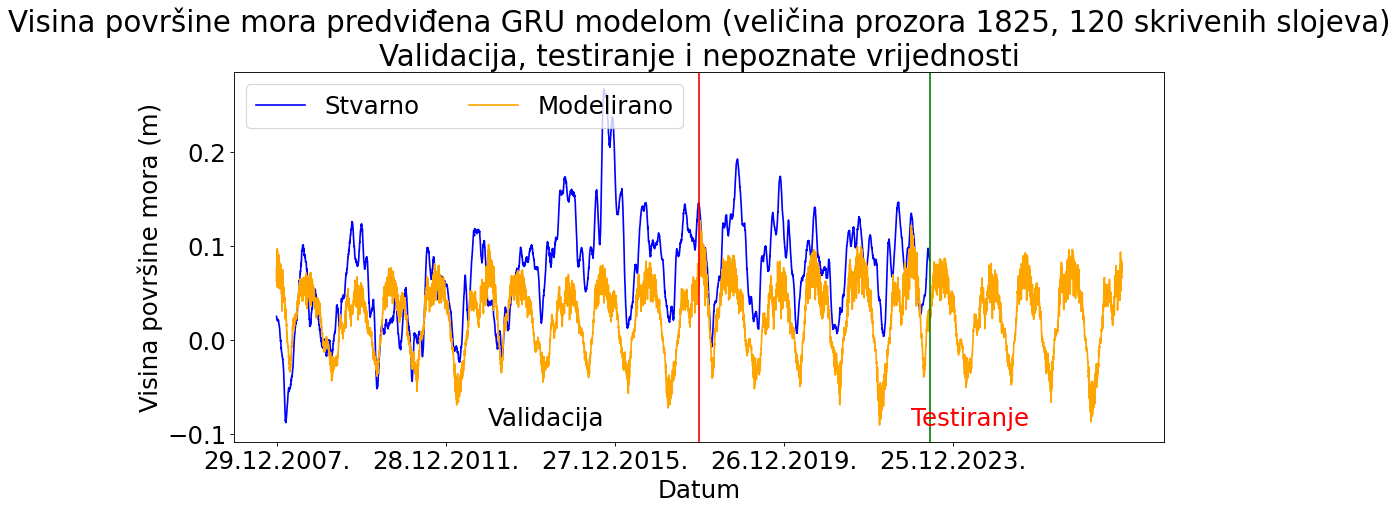 Visina površine mora predviđena GRU modelom (veličina prozora 1825, 120 skrivenih slojeva)
Validacija, testiranje i nepoznate vrijednosti
Stvarno
Modelirano
Visina površine mora (m)
0.2
0.1
0.0
−0.1
Validacija
Testiranje
29.12.2007.
28.12.2011.
27.12.2015.
26.12.2019.
25.12.2023.
Datum